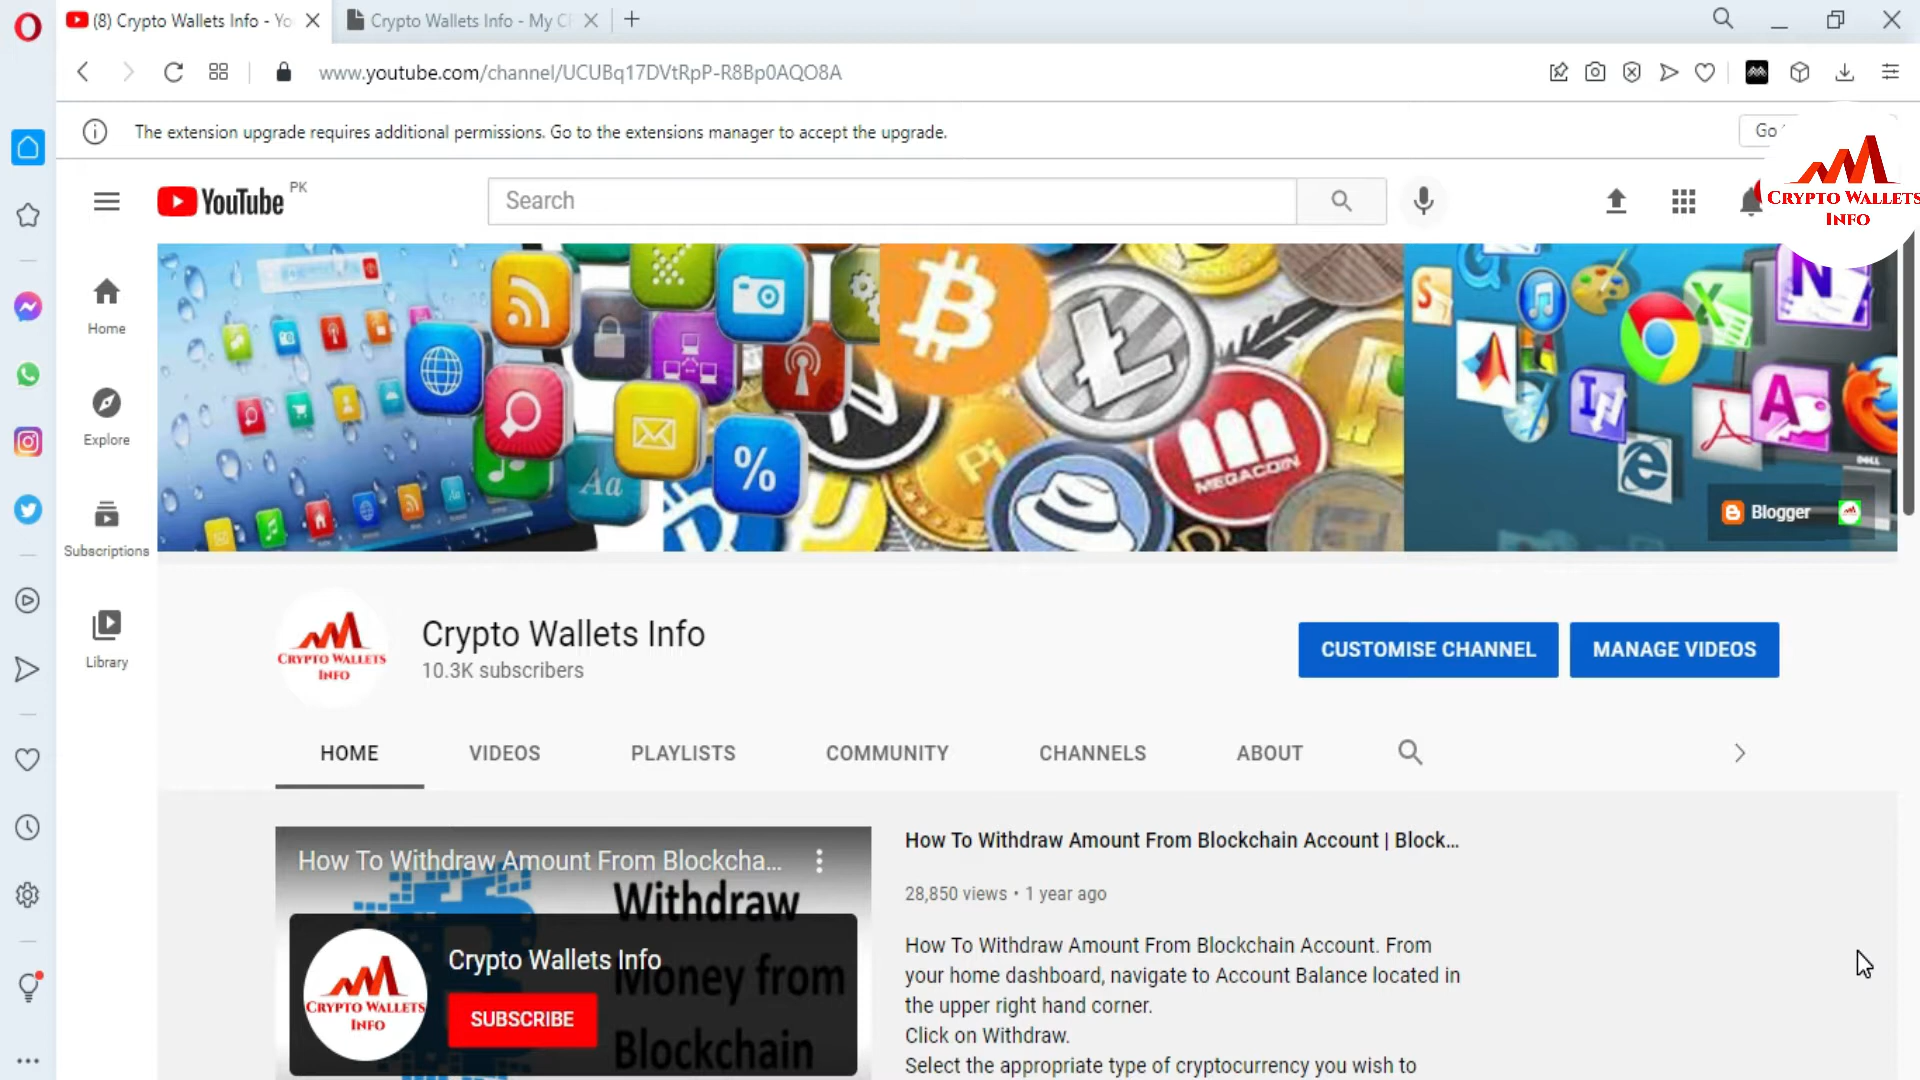 (8) Crypto Wallets Info - Yo
Crypto Wallets Info - My C
www.youtube.com/channel/UCUBq17DVtRpP-R8Bp0AQO8A
The extension upgrade requires additional permissions. Go to the extensions manager to accept the upgrade.
Go
CRYPTO WALLETS
INFO
YouTube PK
Search
Home
Explore
Subscriptions
Library
Aa
%
MEGACOIN
DELL
Blogger
CRYPTO WALLETS
INFO
Crypto Wallets Info
10.3K subscribers
CUSTOMISE CHANNEL
MANAGE VIDEOS
HOME
VIDEOS
PLAYLISTS
COMMUNITY
CHANNELS
ABOUT
How To Withdraw Amount From Blockcha...
Withdraw
Money from
Blockchain
CRYPTO WALLETS
INFO
Crypto Wallets Info
SUBSCRIBE
How To Withdraw Amount From Blockchain Account | Block...
28,850 views • 1 year ago
How To Withdraw Amount From Blockchain Account. From
your home dashboard, navigate to Account Balance located in
the upper right hand corner.
Click on Withdraw.
Select the appropriate type of cryptocurrency you wish to